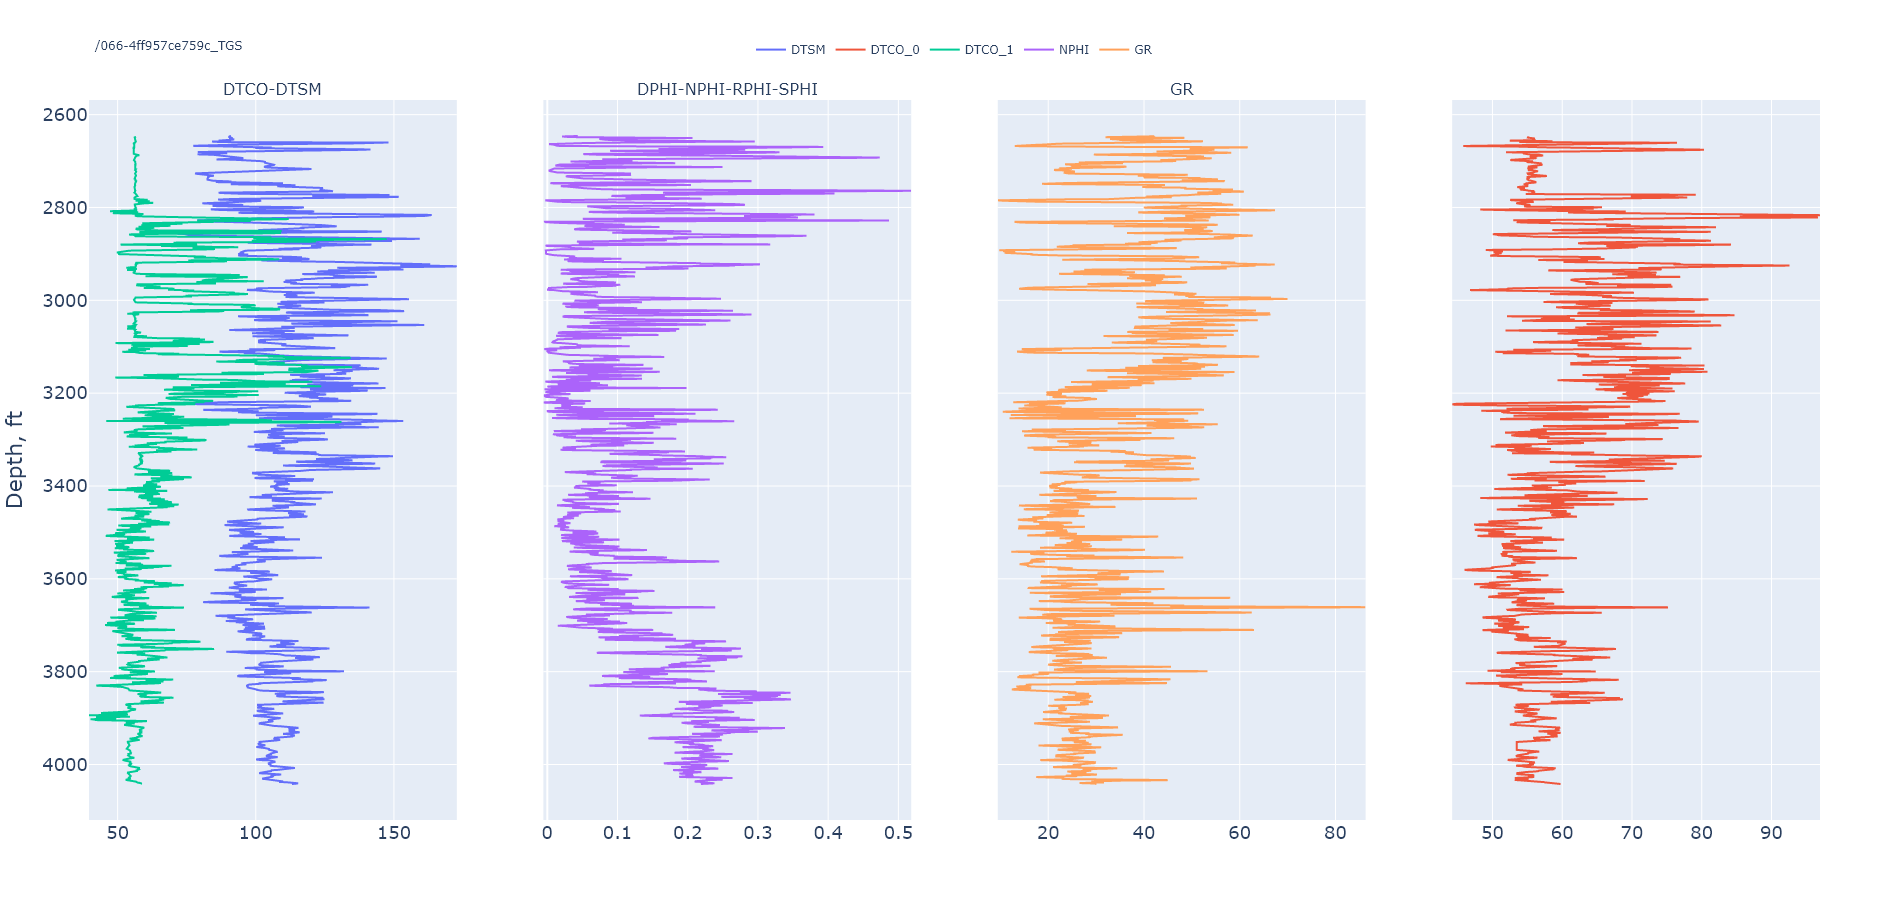 /066-4ff957ce759c_TGS
DTSM DTCO_0 DTCO_1 NPHI GR
DTCO-DTSM DPHI-NPHI-RPHI-SPHI GR
2600
2800
3000
3200
3400
3600
3800
4000
Depth, ft
50 100 150
0 0.1 0.2 0.3 0.4 0.5
20 40 60 80
50 60 70 80 90